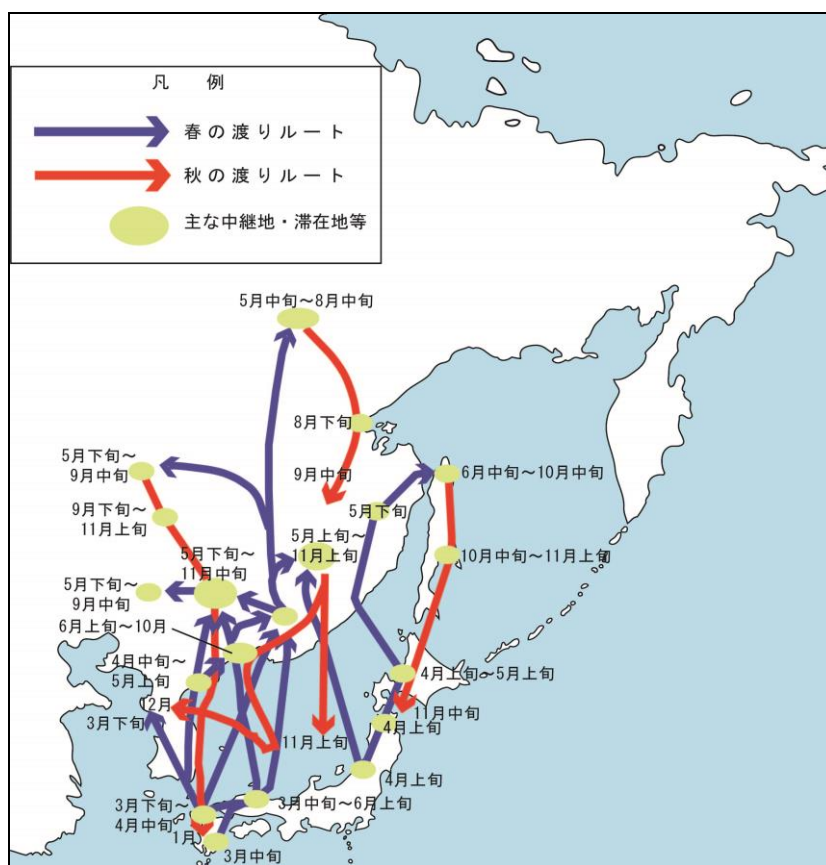 凡 例
春の渡りルート
秋の渡りルート
主な中継地・滞在地等
5月中旬～8月中旬
8月下旬
5月下旬～
9月中旬
9月中旬
6月中旬～10月中旬
9月下旬～
11月上旬
5月下旬
5月上旬～
11月上旬
5月下旬～
11月中旬
10月中旬～11月上旬
5月下旬～
9月中旬
6月上旬～10月
4月中旬～
5月上旬
4月上旬～5月上旬
12月
11月中旬
3月下旬
4月上旬
11月上旬
4月上旬
3月下旬～
4月中旬
3月中旬～6月上旬
1月
3月中旬